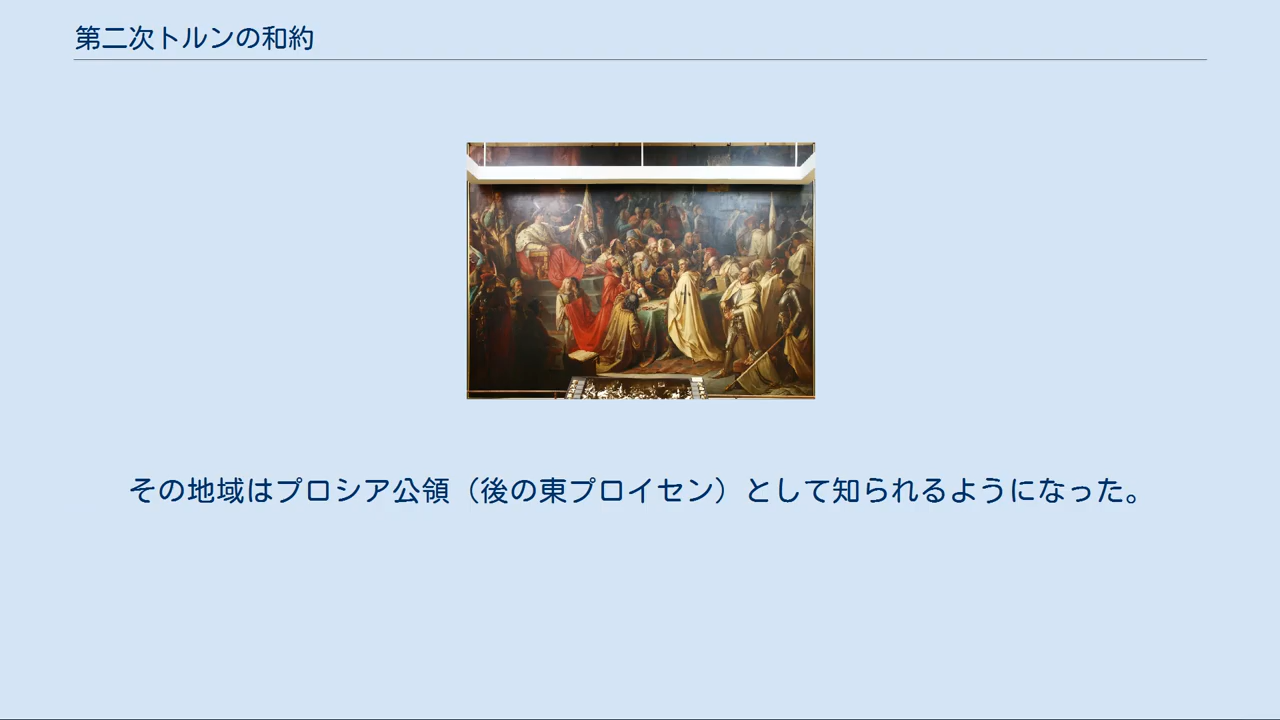 第二次トルンの和約
その地域はプロシア公領（後の東プロイセン）として知られるようになった。